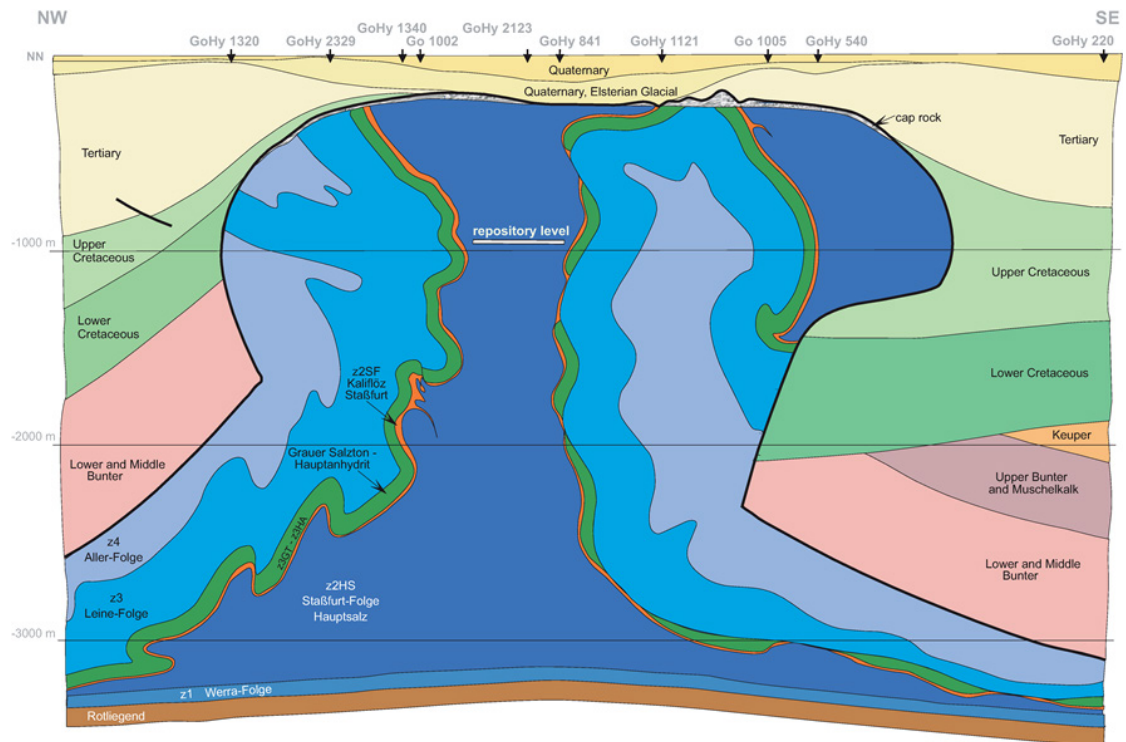 NW
SE
GoHy 1340
GoHy 2123
GoHy 1320
GoHy 2329
Go 1002
GoHy 841
GoHy 1121
Go 1005
GoHy 540
GoHy 220
NN
Quaternary
Quaternary, Elsterian Glacial
cap rock
Tertiary
Tertiary
repository level
-1000 m
Upper
Cretaceous
Upper Cretaceous
Lower
Cretaceous
z2SF
Kaliflöz
Staßfurt
Lower Cretaceous
-2000 m
Keuper
Grauer Salzton -
Hauptanhydrit
Lower and Middle
Bunter
Upper Bunter
and Muschelkalk
z3GT - z3HA
z4
Aller-Folge
Lower and Middle
Bunter
z3
Leine-Folge
z2HS
Staßfurt-Folge
Hauptsalz
-3000 m
z1 Werra-Folge
Rotliegend